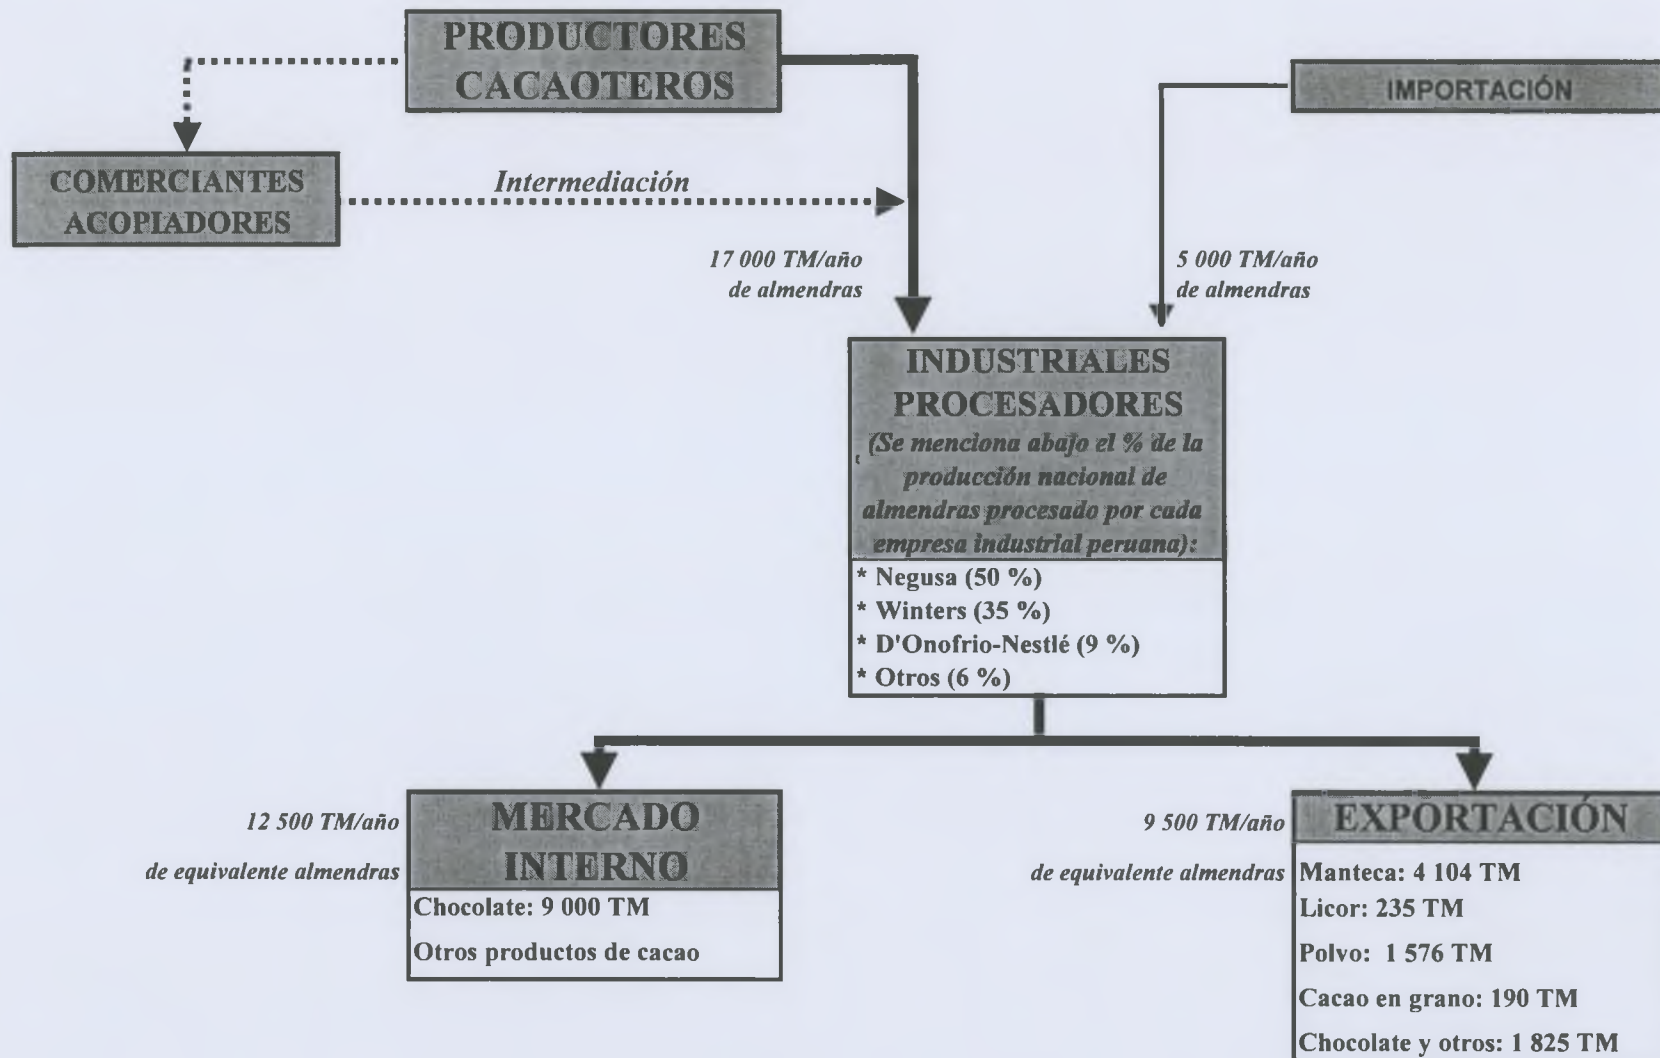 PRODUCTORES
CACAOTEROS
IMPORTACIÓN
COMERCIANTES
ACOPIADORES
Intermediación
17 000 TM/año
de almendras
5 000 TM/año
de almendras
INDUSTRIALES
PROCESADORES
(Se menciona abajo el % de la
producción nacional de
almendras procesado por cada
empresa industrial peruana):
* Negusa (50 %)
* Winters (35 %)
* D'Onofrio-Nestlé (9 %)
* Otros (6 %)
12 500 TM/año
de equivalente almendras
MERCADO
INTERNO
Chocolate: 9 000 TM
Otros productos de cacao
9 500 TM/año
de equivalente almendras
EXPORTACIÓN
Manteca: 4 104 TM
Licor: 235 TM
Polvo: 1 576 TM
Cacao en grano: 190 TM
Chocolate y otros: 1 825 TM